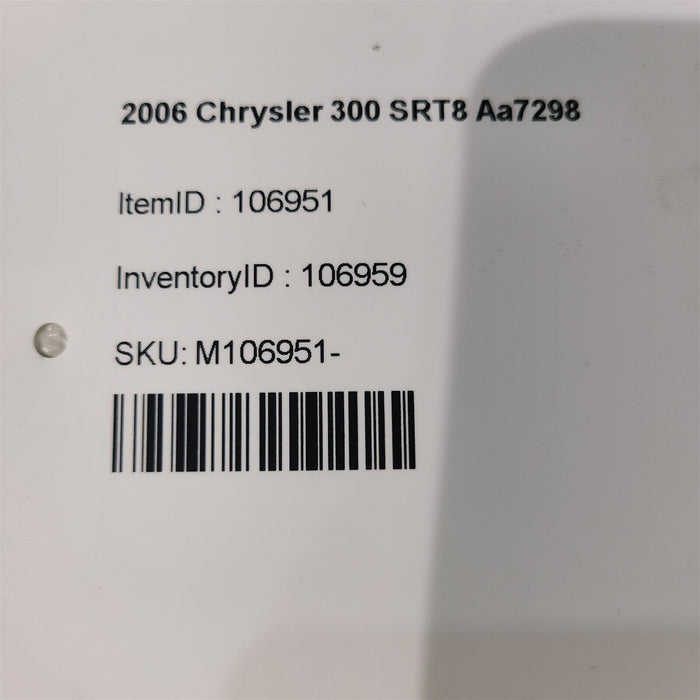 2006 Chrysler 300 SRT8 Aa7298
ItemID : 106951
InventoryID : 106959
SKU: M106951-